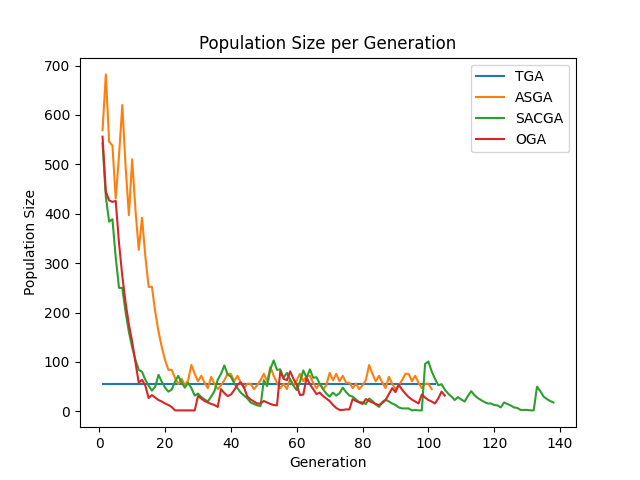 Population Size per Generation
TGA
ASGA
SACGA
OGA
Population Size
700
600
500
400
300
200
100
0
0 20 40 60 80 100 120 140
Generation